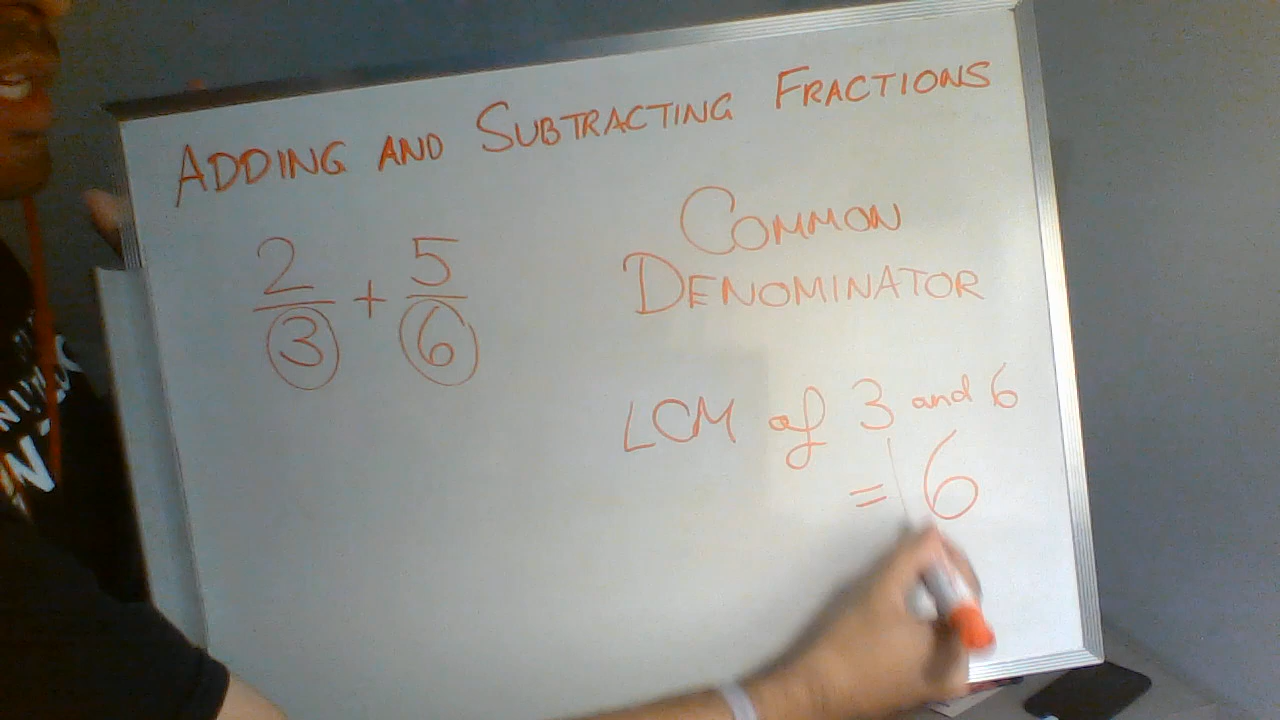 ADDING AND SUBTRACTING FRACTIONS
2/3 + 5/6
COMMON
DENOMINATOR
LCM of 3 and 6
= 6